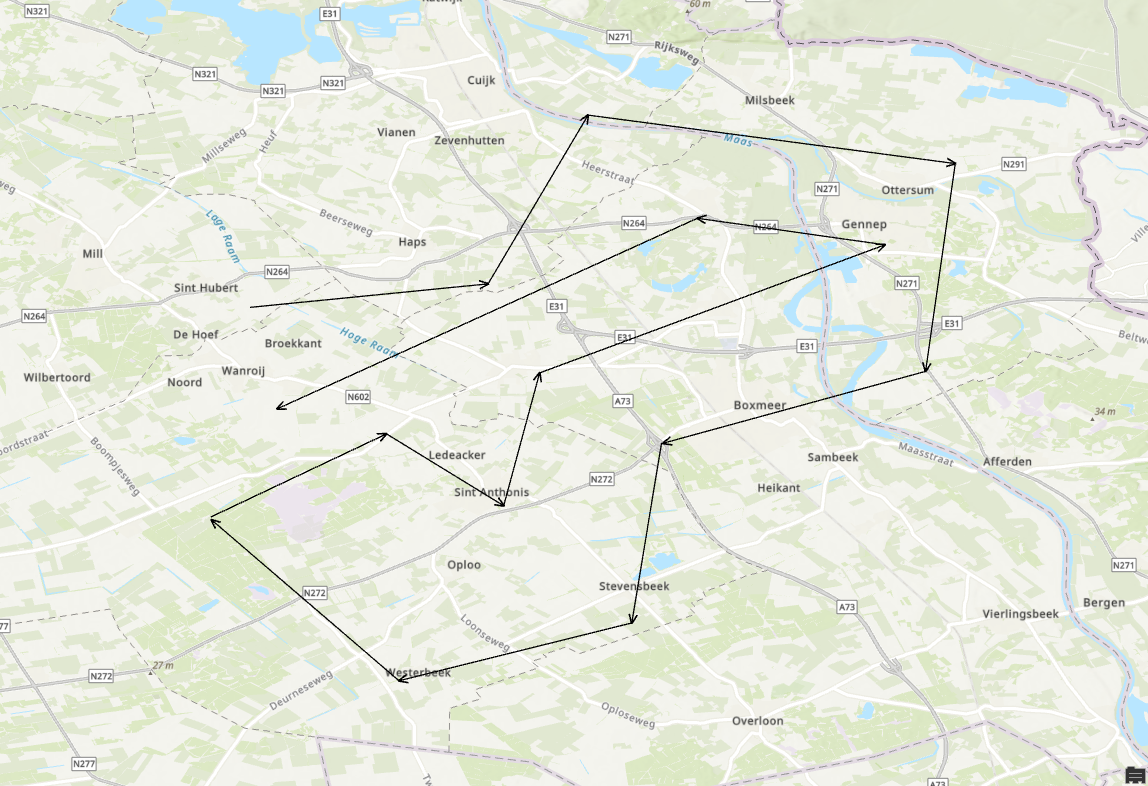 N321
E31
Katwijk
60 m
N271
Rijksweg
N321
N321
N321
Cuijk
Milsbeek
Millseweg
Heuf
Vianen
Zevenhutten
Maas
Heerstraat
N291
N271
Ottersum
Lage Raam
Beerseweg
N264
N264
Gennep
Haps
Mill
N264
Sint Hubert
N271
N264
E31
E31
De Hoef
Broekkant
Hoge Raam
E31
E31
Wilbertoord
Noord
Wanroij
N602
A73
Boxmeer
34 m
Boompjesweg
Ledeacker
Sambeek
Maasstraat
Afferden
N272
Sint Anthonis
Heikant
Oploo
N271
Stevensbeek
N272
A73
Vierlingsbeek
Bergen
Loonseweg
27 m
N272
Westerbeek
Deurneseweg
Oploseweg
Overloon
N277
A73